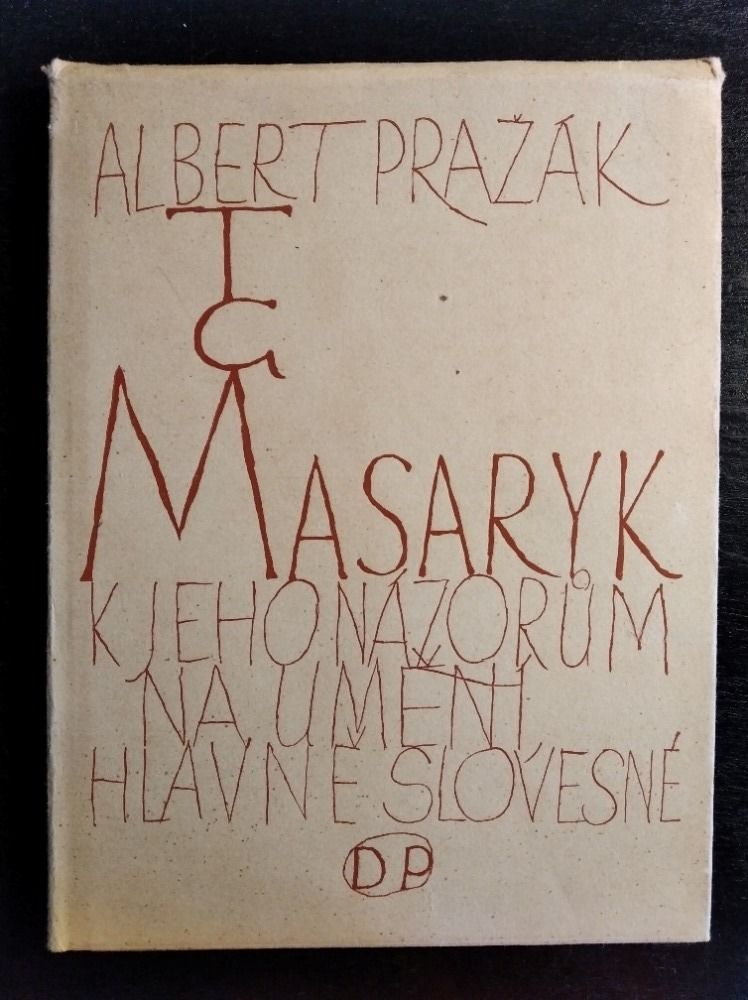 ALBERT PRAŽÁK
T
G
MASARYK
K JEHO NÁZORŮM
NA UMĚNÍ,
HLAVNĚ SLOVESNÉ
DP